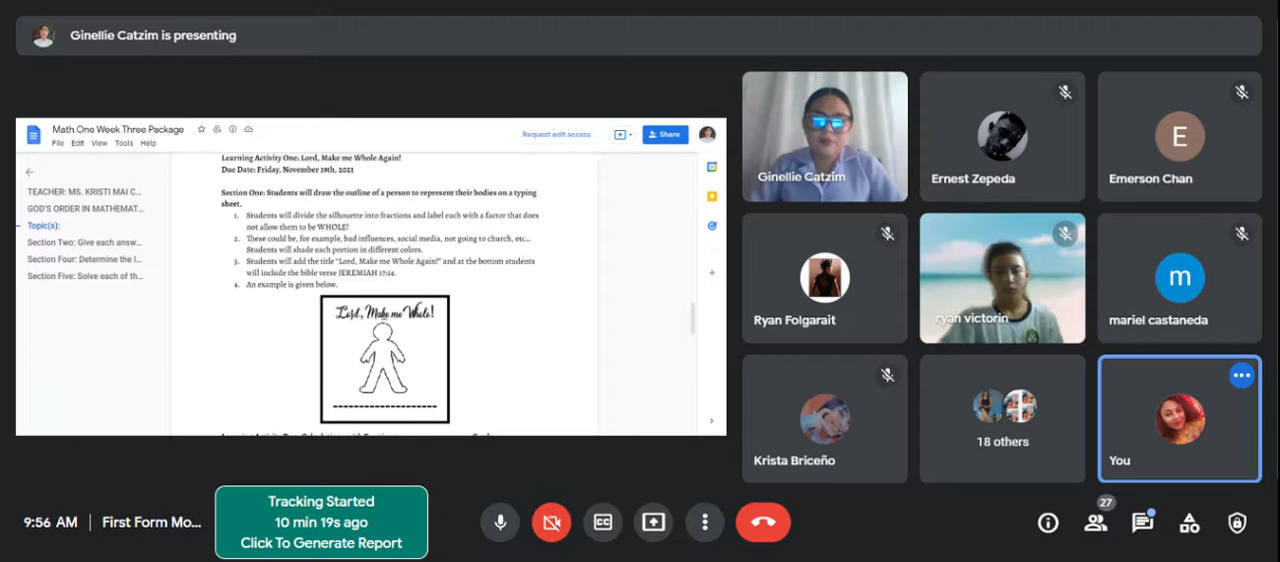 Ginellie Catzim is presenting
Math One Week Three Package
File Edit View Tools Help
Request edit access
Share
TEACHER: MS. KRISTI MAI C...
GOD'S ORDER IN MATHEMAT...
Topic(s):
Section Two: Give each answ...
Section Four: Determine the l...
Section Five: Solve each of th...
Learning Activity One: Lord, Make me Whole Again!
Due Date: Friday, November 19th, 2021
Section One: Students will draw the outline of a person to represent their bodies on a typing
sheet.
1. Students will divide the silhouette into fractions and label each with a factor that does
not allow them to be WHOLE!
2. These could be, for example, bad influences, social media, not going to church, etc...
Students will shade each portion in different colors.
3. Students will add the title "Lord, Make me Whole Again!" and at the bottom students
will include the bible verse JEREMIAH 17:14.
4. An example is given below.
Lord, Make me Whole!
Ginellie Catzim
Ernest Zepeda
E
Emerson Chan
Ryan Folgarait
ryan victorin
m
mariel castaneda
Krista Briceño
18 others
You
9:56 AM | First Form Mo...
Tracking Started
10 min 19s ago
Click To Generate Report
CC
27